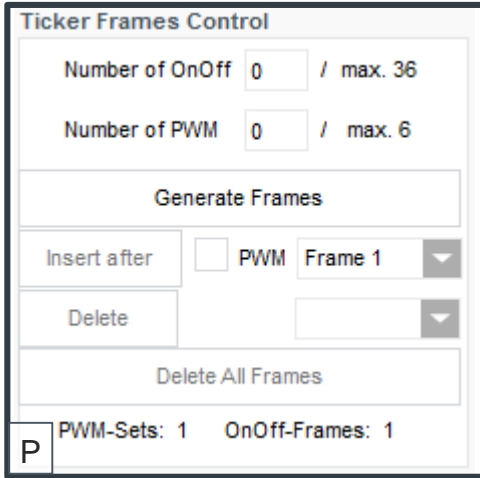 Ticker Frames Control
Number of OnOff 0 / max. 36
Number of PWM 0 / max. 6
Generate Frames
Insert after PWM Frame 1
Delete
Delete All Frames
PWM-Sets: 1 OnOff-Frames: 1
P